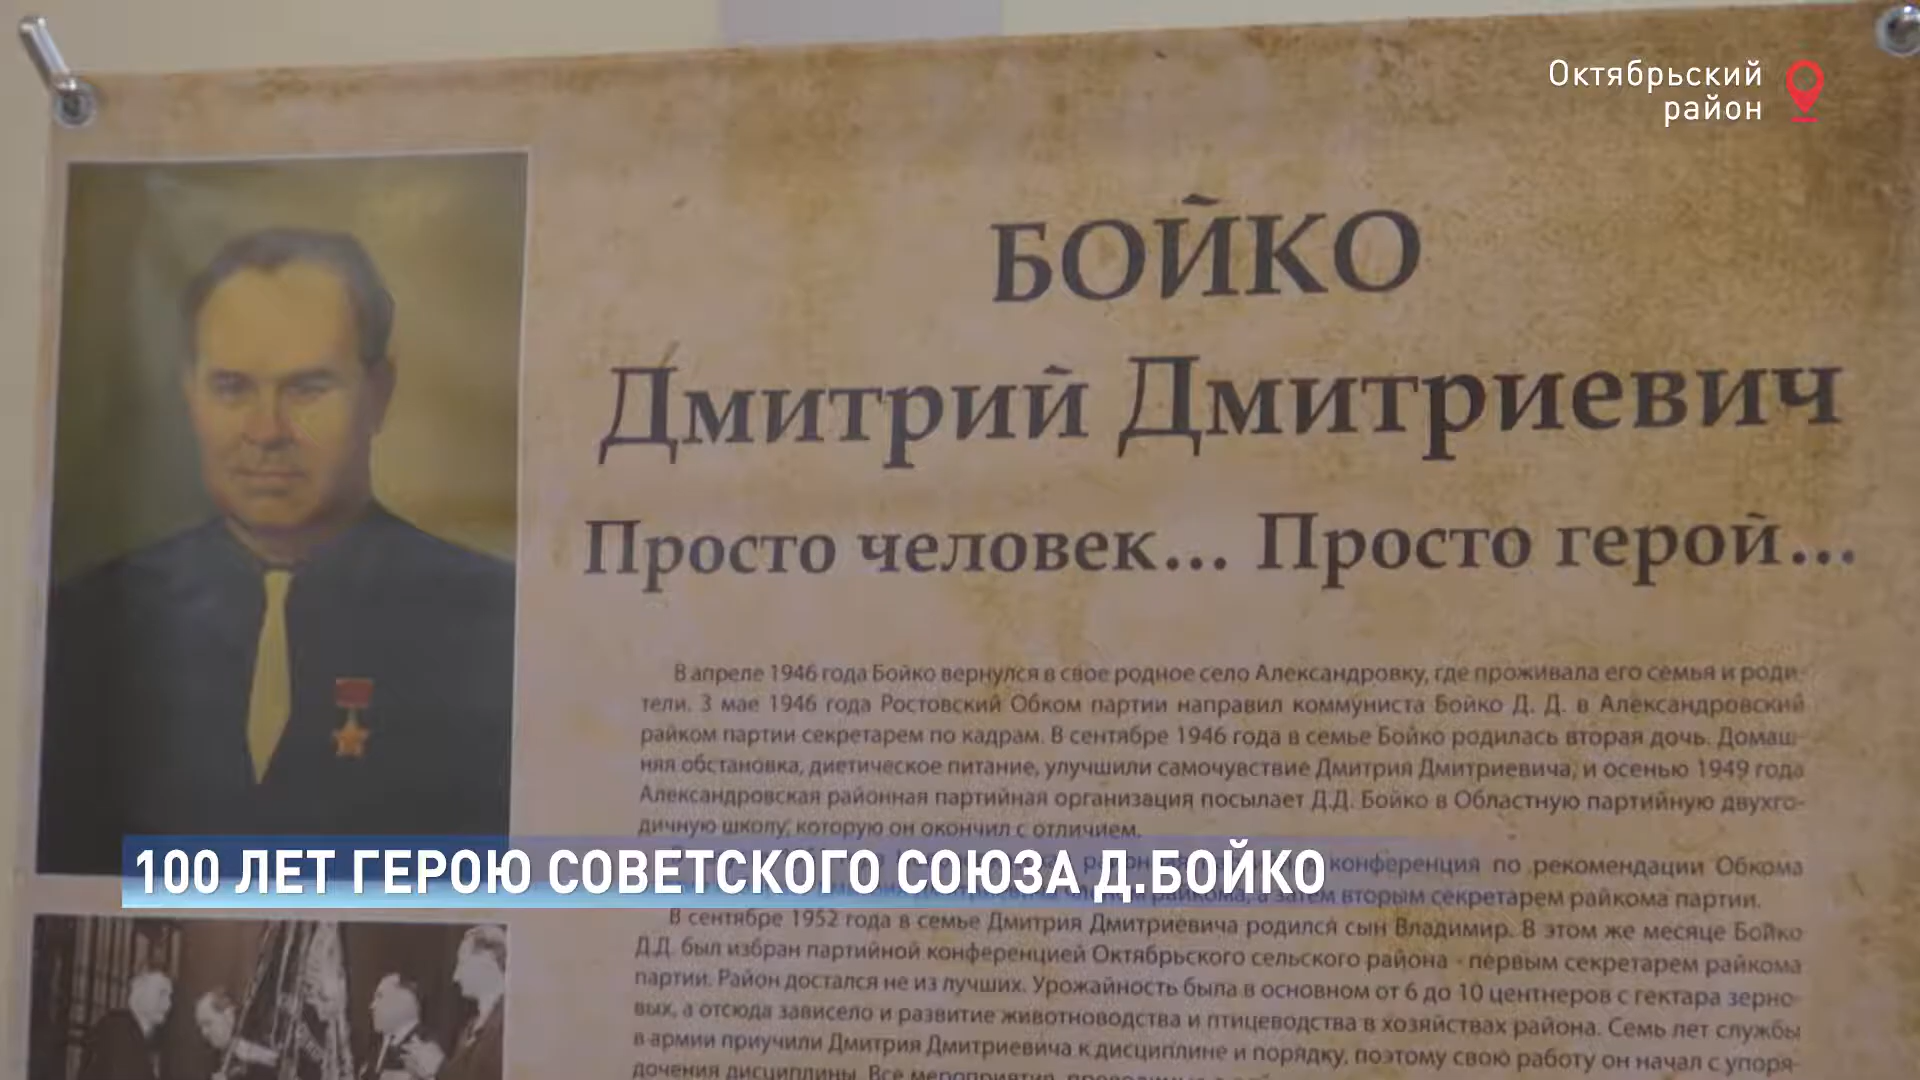 Октябрьский
район
БОЙКО
Дмитрий Дмитриевич
Просто человек... Просто герой...
В апреле 1946 года Бойко вернулся в свое родное село Александровку, где проживала его семья и роди-
тели. 3 мае 1946 года Ростовский Обком партии направил коммуниста Бойко Д. Д. в Александровский
райком партии секретарем по кадрам. В сентябре 1946 года в семье Бойко родилась вторая дочь. Домаш-
няя обстановка, диетическое питание, улучшили самочувствие Дмитрия Дмитриевича, и осенью 1949 года
Александровская районная партийная организация посылает Д.Д. Бойко в Областную партийную двухго-
дичную школу, которую он окончил с отличием.
конференция по рекомендации Обкома
райкома, а затем вторым секретарем райкома партии.
100 ЛЕТ ГЕРОЮ СОВЕТСКОГО СОЮЗА Д.БОЙКО
В сентябре 1952 года в семье Дмитрия Дмитриевича родился сын Владимир. В этом же месяце Бойко
Д.Д. был избран партийной конференцией Октябрьского сельского района - первым секретарем райкома
партии. Район достался не из лучших. Урожайность была в основном от 6 до 10 центнеров с гектара зерно-
вых, а отсюда зависело и развитие животноводства и птицеводства в хозяйствах района. Семь лет службы
в армии приучили Дмитрия Дмитриевича к дисциплине и порядку, поэтому свою работу он начал с упоря-
дочения дисциплины. Все мероприятия,